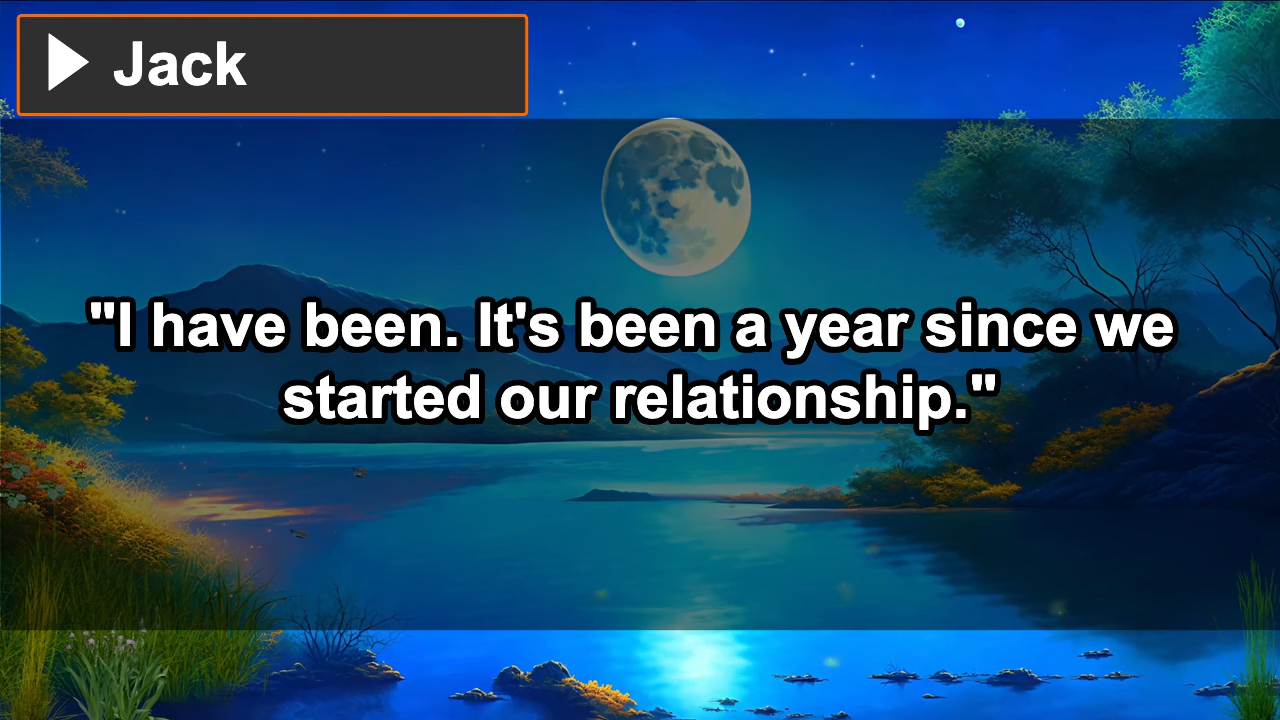 Jack
"I have been. It's been a year since we
started our relationship."